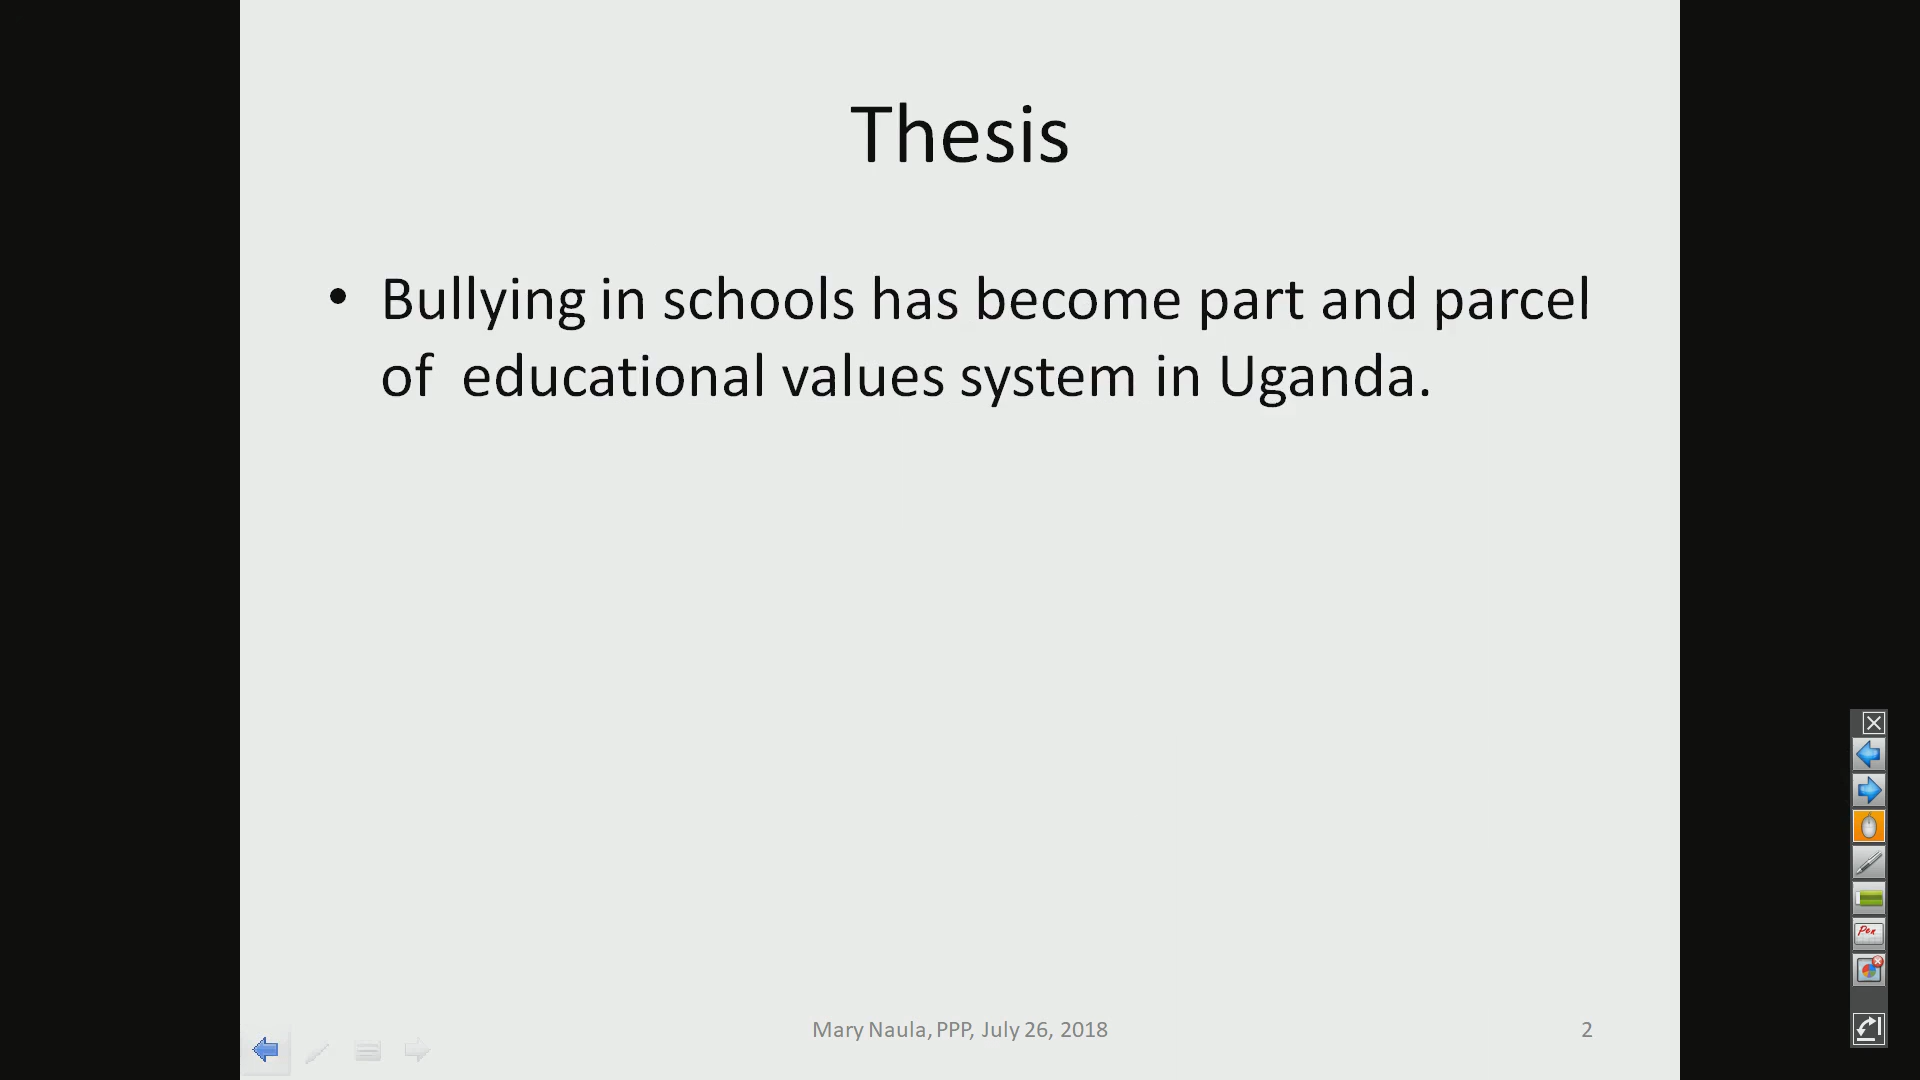 Thesis
• Bullying in schools has become part and parcel
of  educational values system in Uganda.
Mary Naula, PPP, July 26, 2018
2
Pen